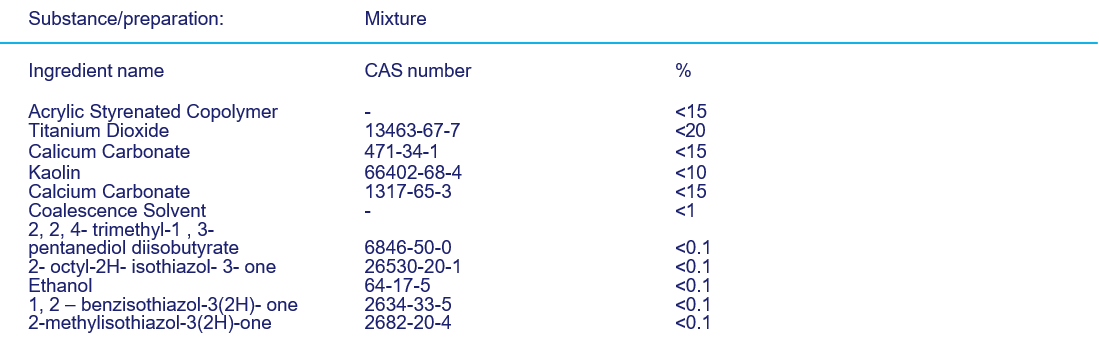 Substance/preparation: Mixture
Ingredient name CAS number %
Acrylic Styrenated Copolymer - <15
Titanium Dioxide 13463-67-7 <20
Calicum Carbonate 471-34-1 <15
Kaolin 66402-68-4 <10
Calcium Carbonate 1317-65-3 <15
Coalescence Solvent - <1
2, 2, 4- trimethyl-1 , 3-
pentanediol diisobutyrate 6846-50-0 <0.1
2- octyl-2H- isothiazol- 3- one 26530-20-1 <0.1
Ethanol 64-17-5 <0.1
1, 2 – benzisothiazol-3(2H)- one 2634-33-5 <0.1
2-methylisothiazol-3(2H)-one 2682-20-4 <0.1